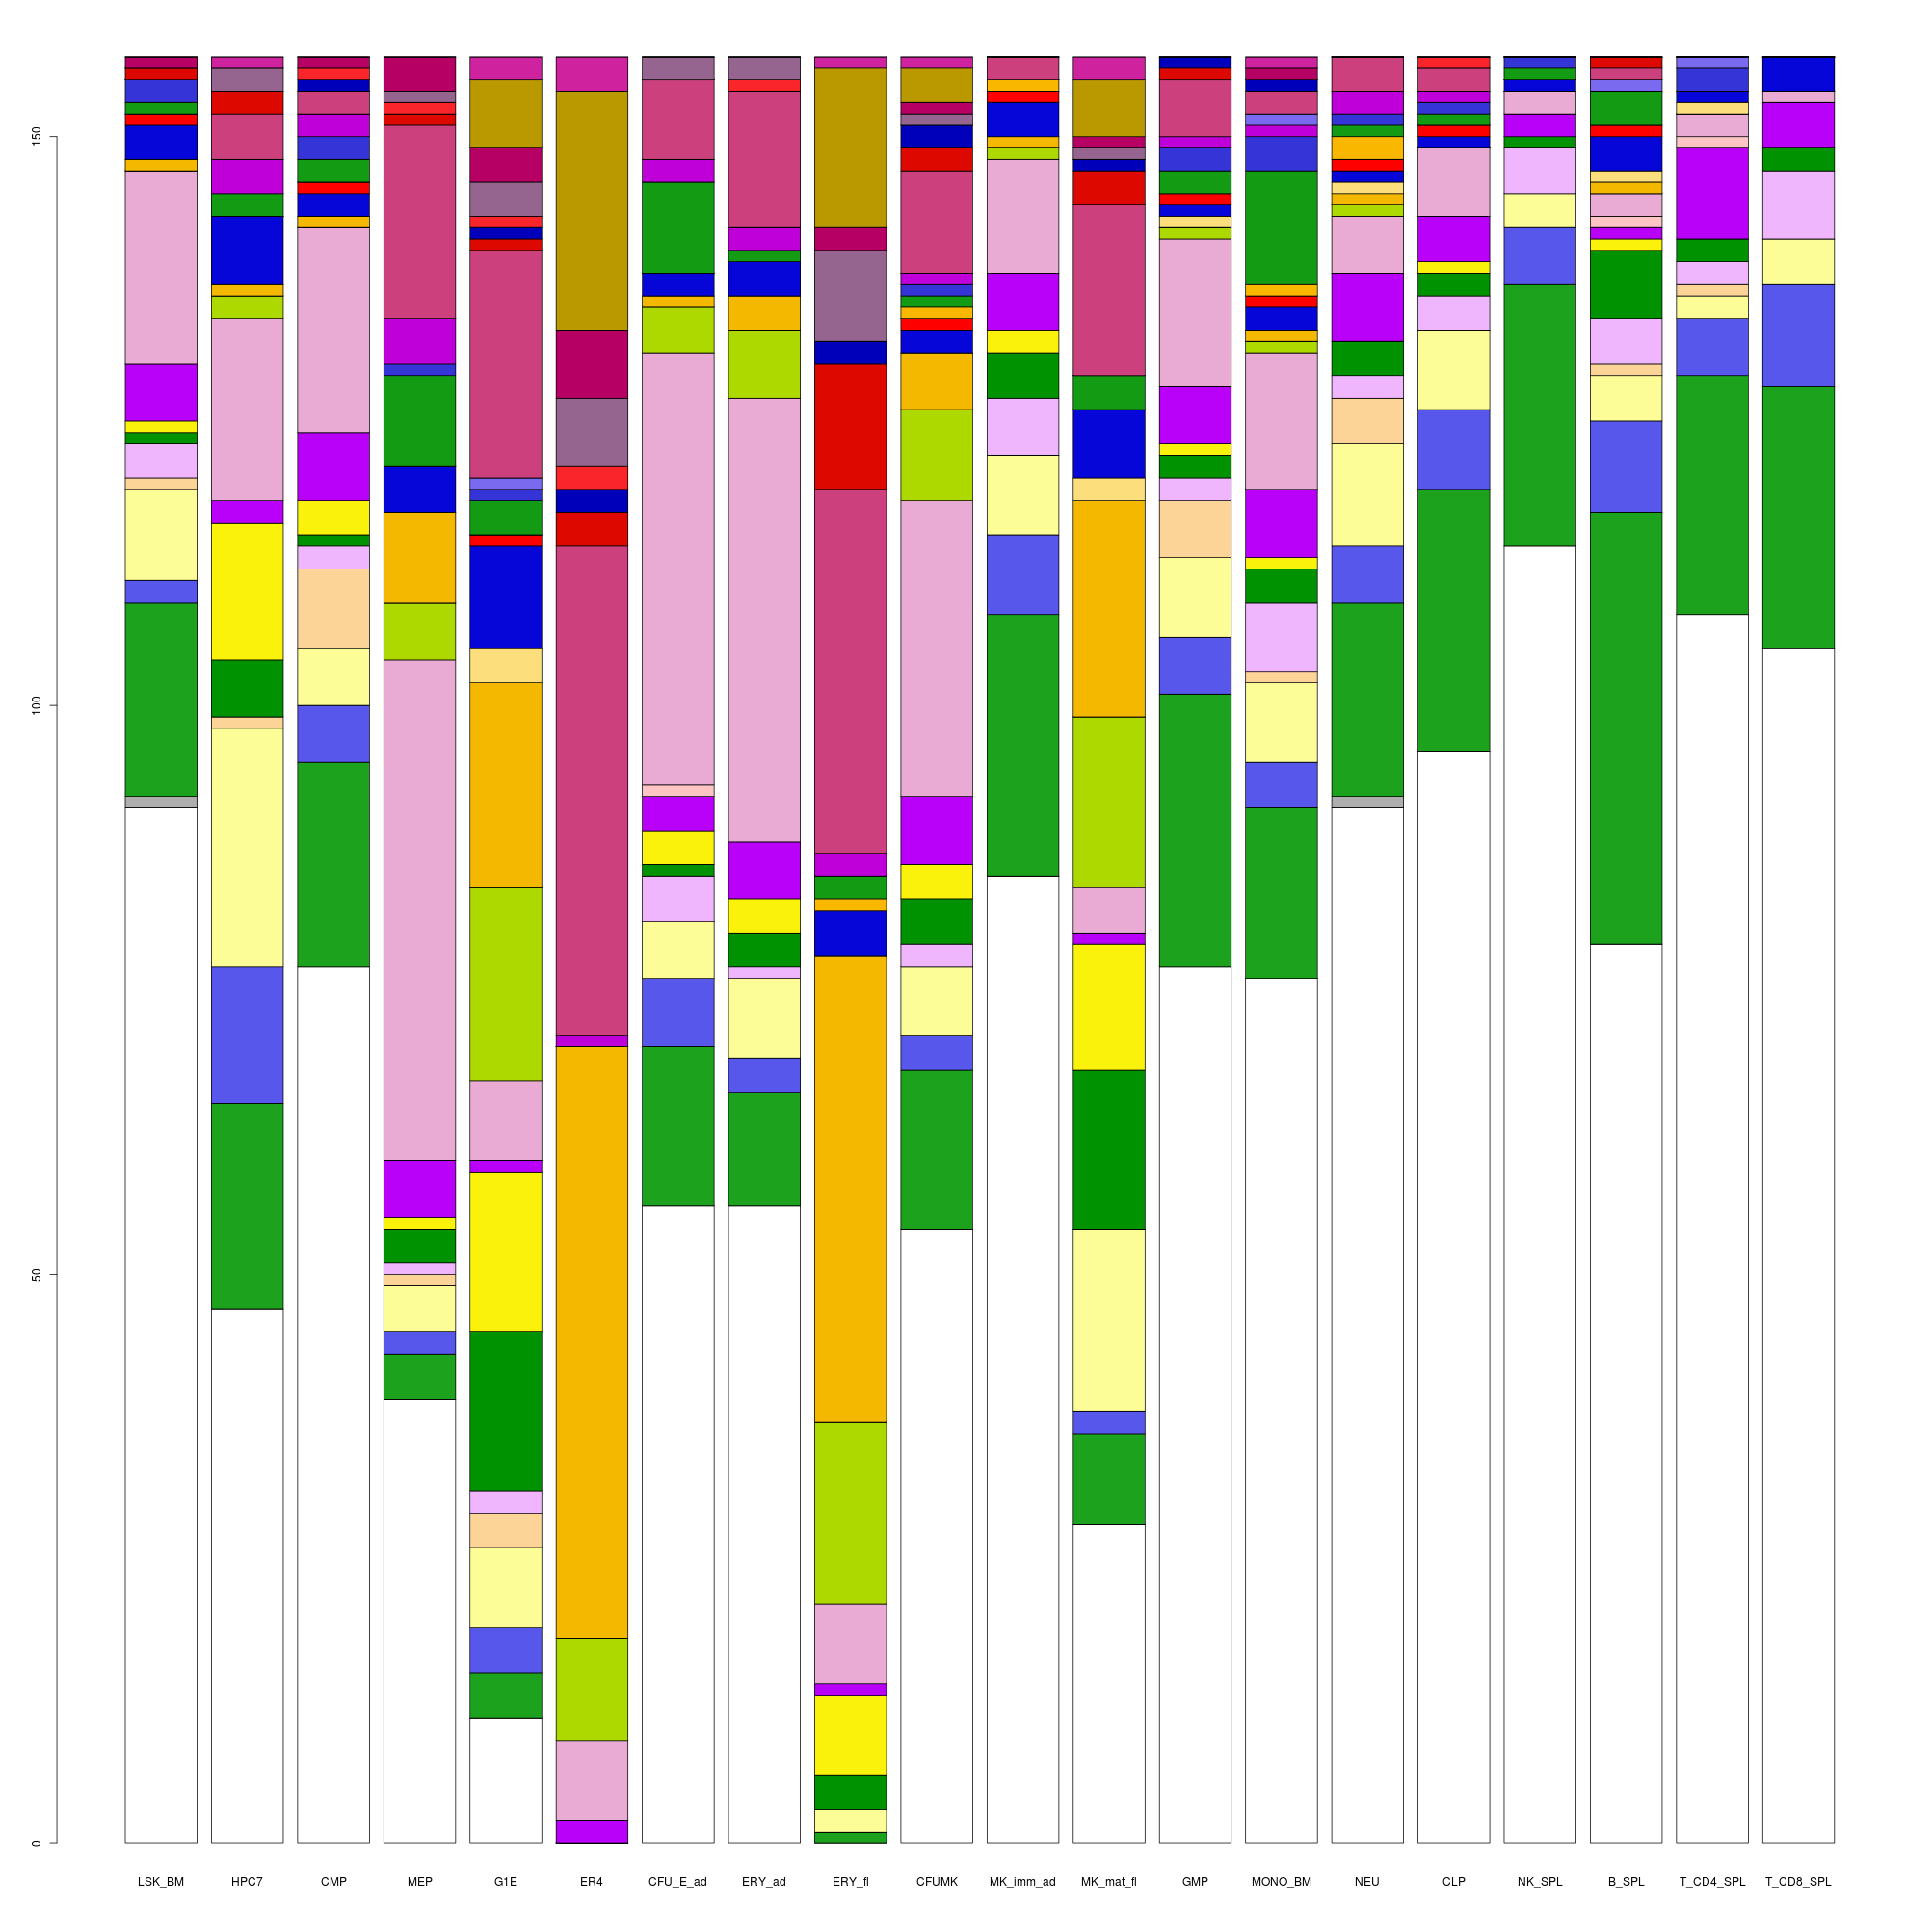 150
100
50
0
LSK_BM HPC7 CMP MEP G1E ER4 CFU_E_ad ERY_ad ERY_fl CFUMK MK_imm_ad MK_mat_fl GMP MONO_BM NEU CLP NK_SPL B_SPL T_CD4_SPL T_CD8_SPL